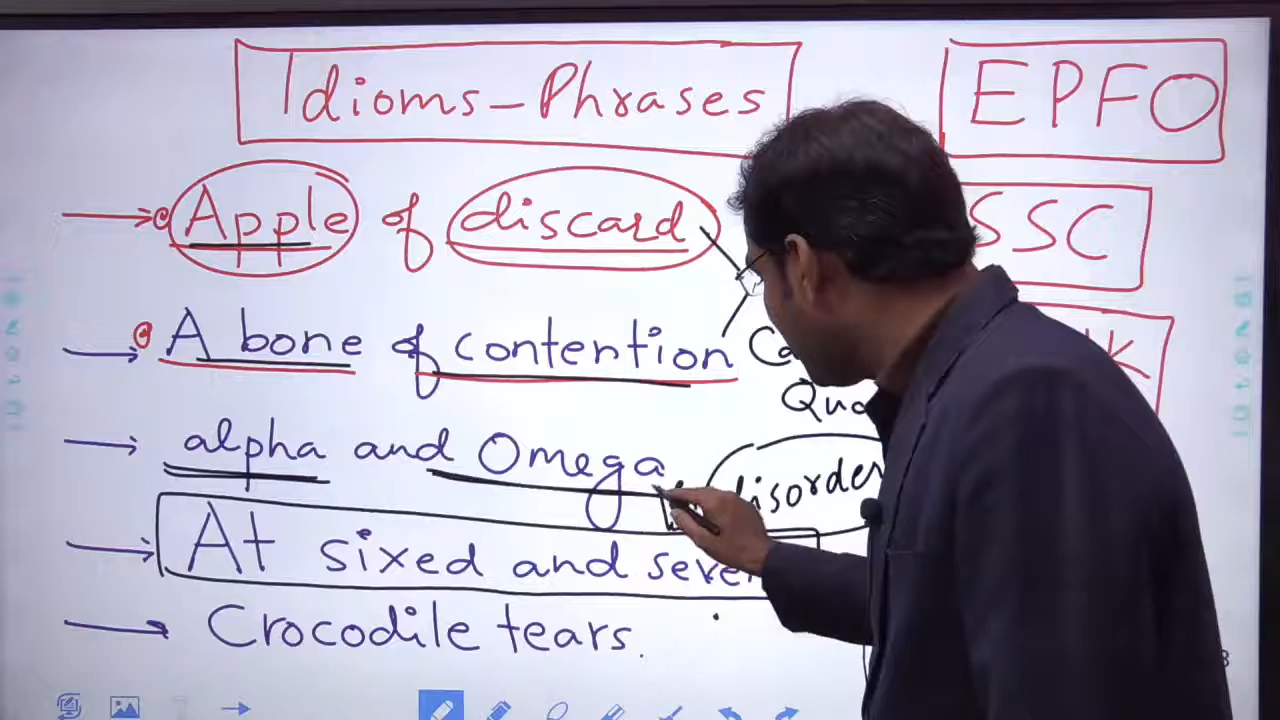 Idioms-Phrases
EPFO
Apple of discard
SSC
A bone of contention
alpha and Omega
disorder
At sixed and seven
Crocodile tears.